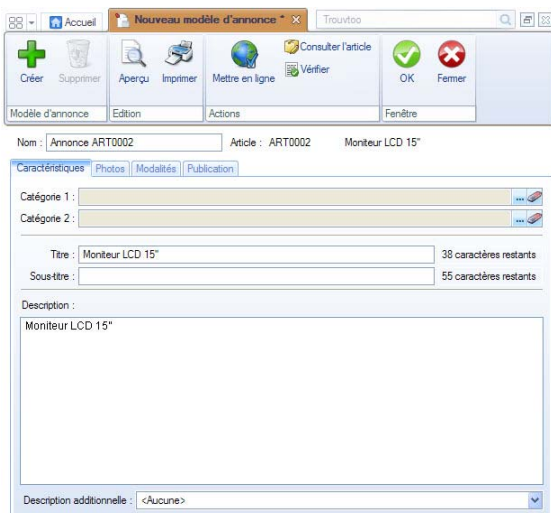 Accueil Nouveau modèle d'annonce * Trouvtoo
Créer Supprimer Aperçu Imprimer Mettre en ligne Consulter l'article Vérifier OK Fermer
Modèle d'annonce Edition Actions Fenêtre
Nom : Annonce ART0002 Article : ART0002 Moniteur LCD 15"
Caractéristiques Photos Modalités Publication
Catégorie 1 : ...
Catégorie 2 : ...
Titre : Moniteur LCD 15" 38 caractères restants
Sous-titre : 55 caractères restants
Description :
Moniteur LCD 15"
Description additionnelle : <Aucune>